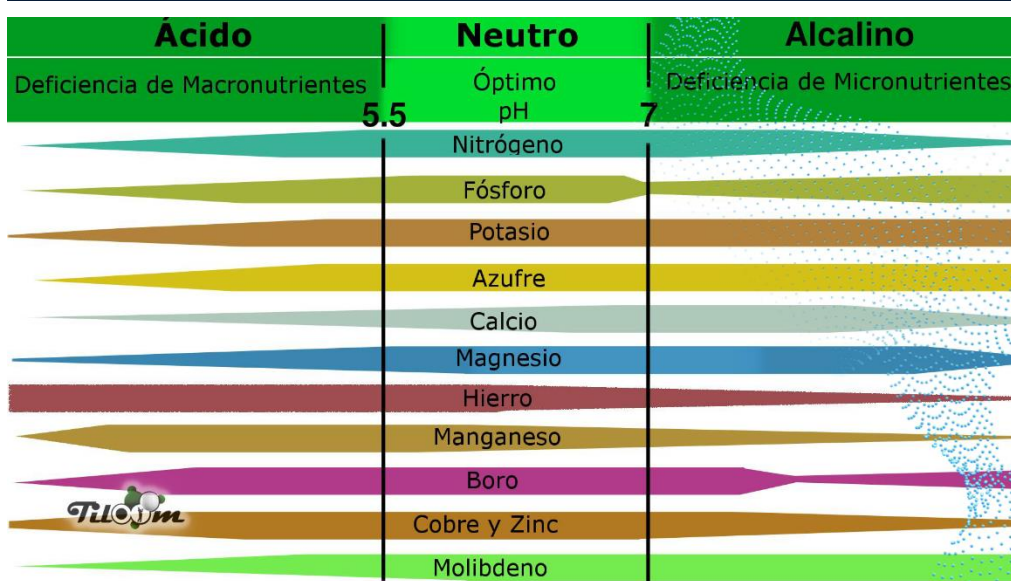 Ácido
Neutro
Alcalino
Deficiencia de Macronutrientes
Óptimo
pH
Deficiencia de Micronutrientes
5.5
7
Nitrógeno
Fósforo
Potasio
Azufre
Calcio
Magnesio
Hierro
Manganeso
Boro
Tiloom
Cobre y Zinc
Molibdeno